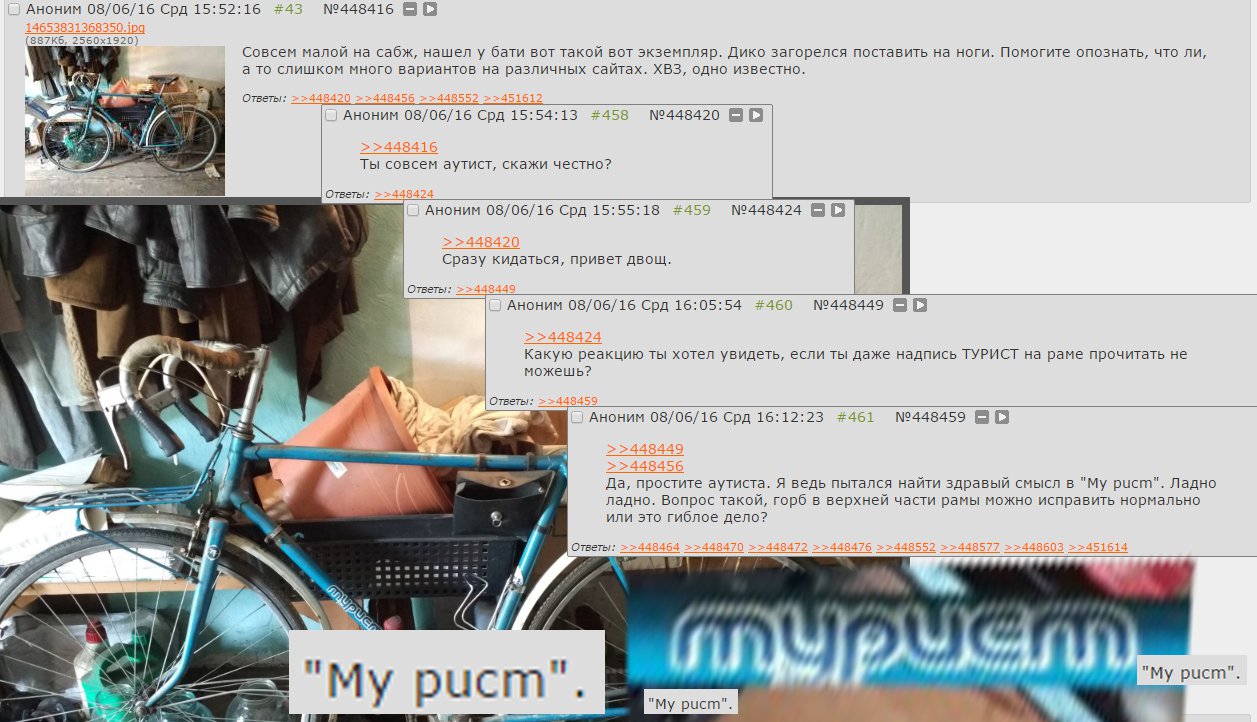 Аноним 08/06/16 Срд 15:52:16 #43 №448416
14653831368350.jpg
(887Кб, 2560x1920)
Совсем малой на сабж, нашел у бати вот такой вот экземпляр. Дико загорелся поставить на ноги. Помогите опознать, что ли,
а то слишком много вариантов на различных сайтах. ХВЗ, одно известно.
Ответы: >>448420 >>448456 >>448552 >>451612
Аноним 08/06/16 Срд 15:54:13 #458 №448420
>>448416
Ты совсем аутист, скажи честно?
Ответы: >>448424
Аноним 08/06/16 Срд 15:55:18 #459 №448424
>>448420
Сразу кидаться, привет двощ.
Ответы: >>448449
Аноним 08/06/16 Срд 16:05:54 #460 №448449
>>448424
Какую реакцию ты хотел увидеть, если ты даже надпись ТУРИСТ на раме прочитать не
можешь?
Ответы: >>448459
Аноним 08/06/16 Срд 16:12:23 #461 №448459
>>448449
>>448456
Да, простите аутиста. Я ведь пытался найти здравый смысл в "My pucm". Ладно
ладно. Вопрос такой, горб в верхней части рамы можно исправить нормально
или это гиблое дело?
Ответы: >>448464 >>448470 >>448472 >>448476 >>448552 >>448577 >>448603 >>451614
турист
турист
"My pucm".
"My pucm".
"My pucm".